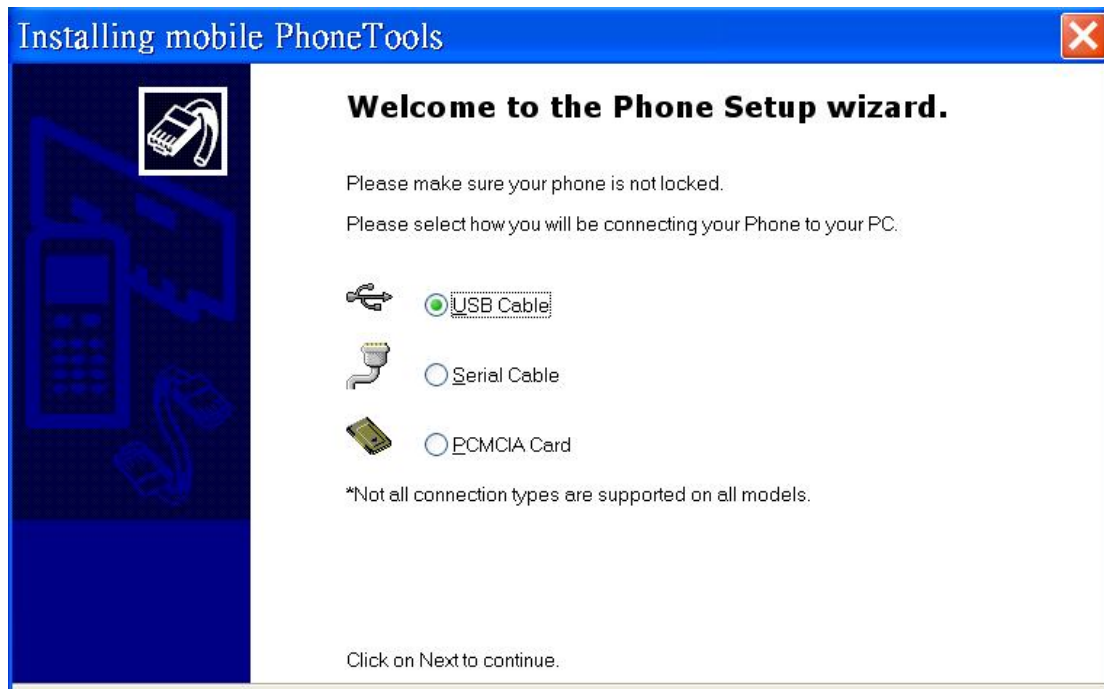 Installing mobile PhoneTools
Welcome to the Phone Setup wizard.
Please make sure your phone is not locked.
Please select how you will be connecting your Phone to your PC.
USB Cable
Serial Cable
PCMCIA Card
*Not all connection types are supported on all models.
Click on Next to continue.